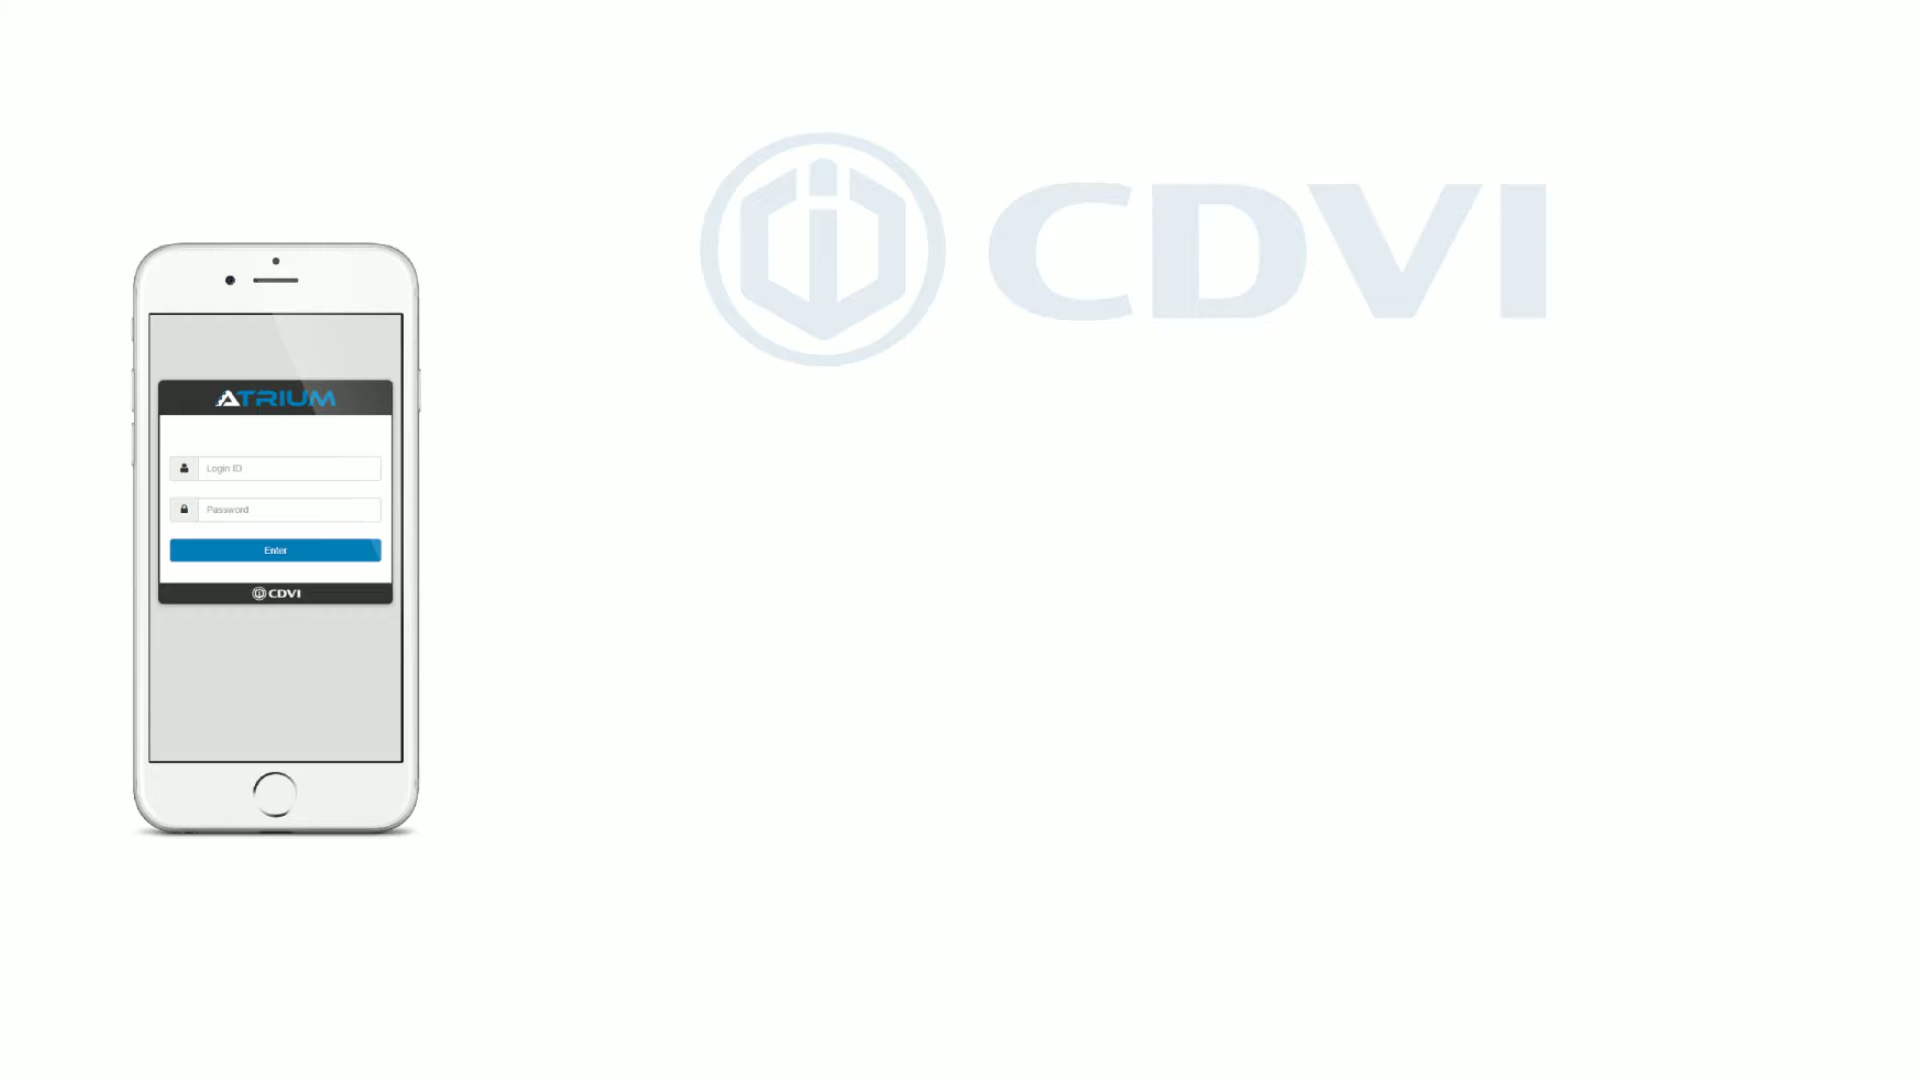 CDVI
ATRIUM
Login ID
Password
Enter
CDVI